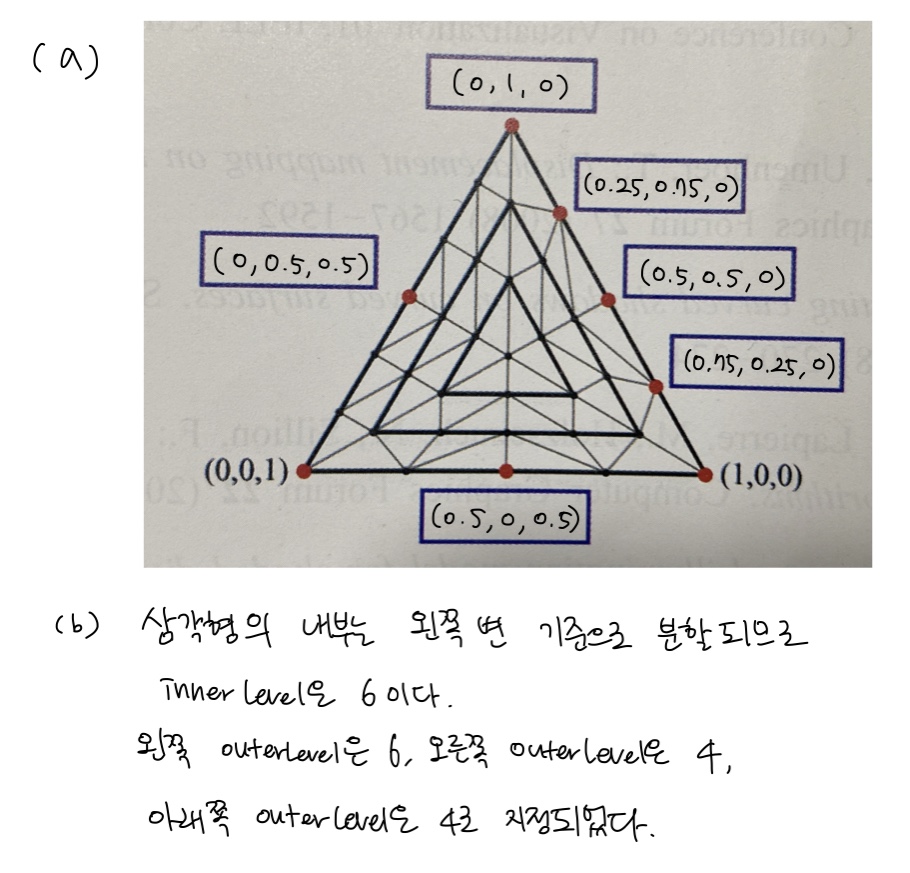 (a)
(0,1,0)
(0.25,0.75,0)
(0,0.5,0.5)
(0.5,0.5,0)
(0.75,0.25,0)
(0,0,1)
(1,0,0)
(0.5,0,0.5)
(b) 삼각형의 내부는 왼쪽 변 기준으로 분할되므로
inner level은 6이다.
왼쪽 outerlevel은 6, 오른쪽 outerlevel은 4,
아래쪽 outerlevel은 4로 지정되었다.